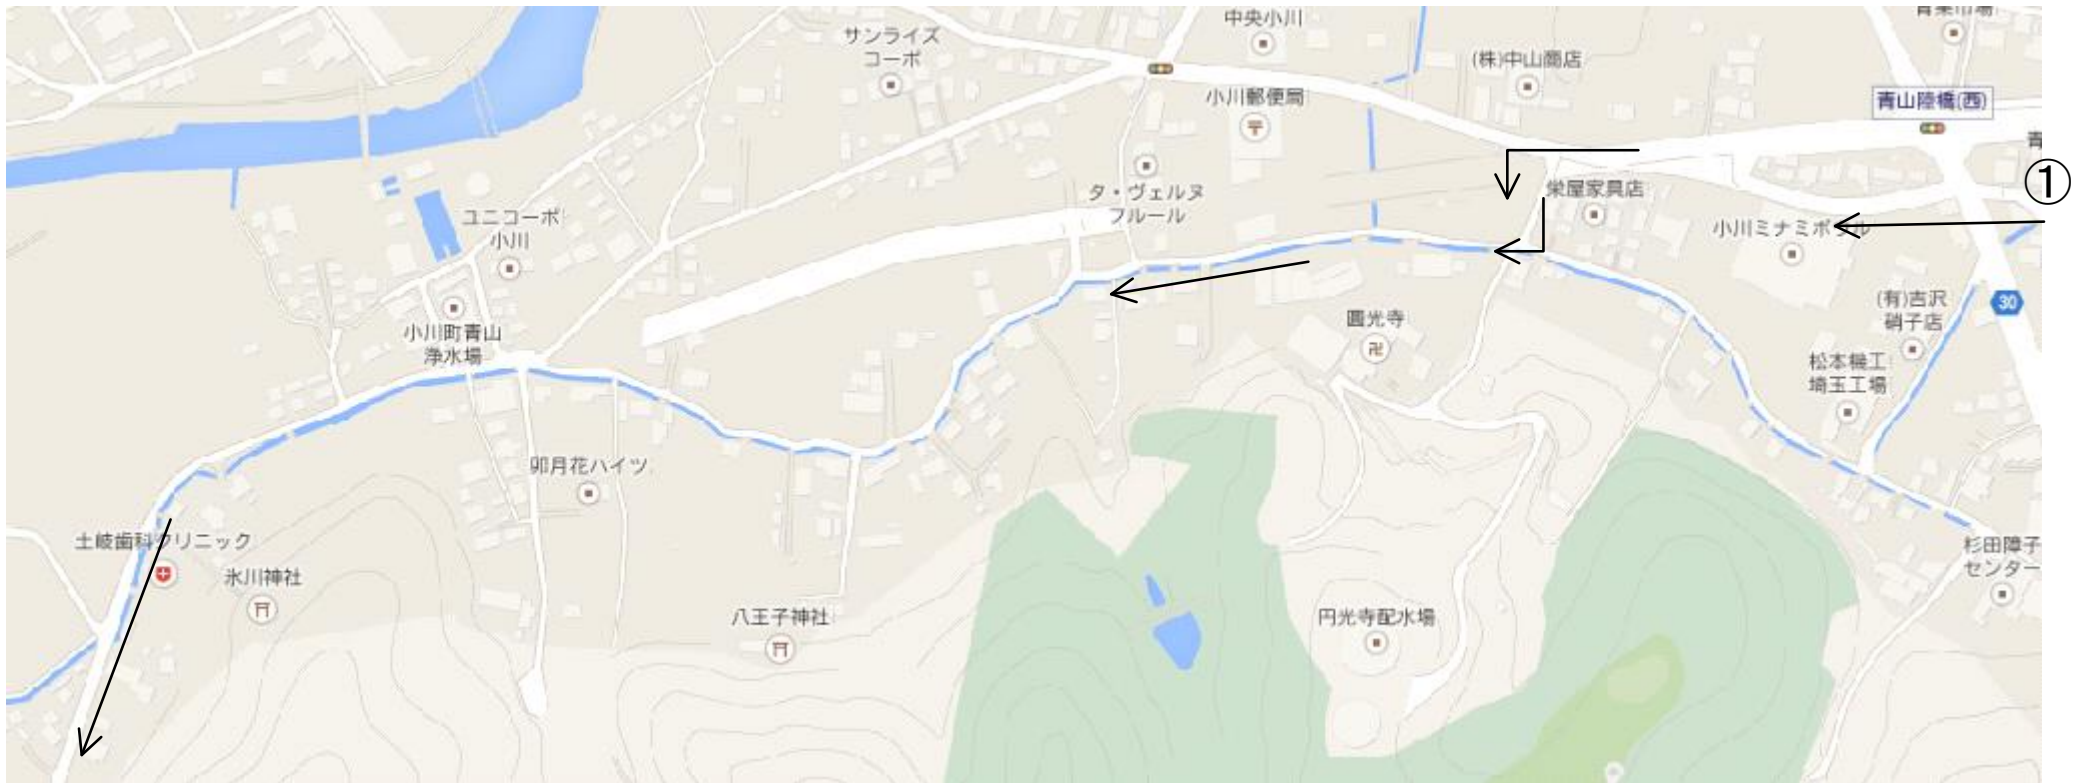 中央小川
サンライズ
コーポ
(株)中山商店
小川郵便局
青山陸橋(西)
青
①
タ・ヴェルヌ
フルール
栄屋家具店
ユニコーポ
小川
小川ミナミボウル
(有)吉沢
硝子店
30
圓光寺
小川町青山
浄水場
松本機工
埼玉工場
卯月花ハイツ
土岐歯科クリニック
氷川神社
杉田障子
センター
八王子神社
円光寺配水場